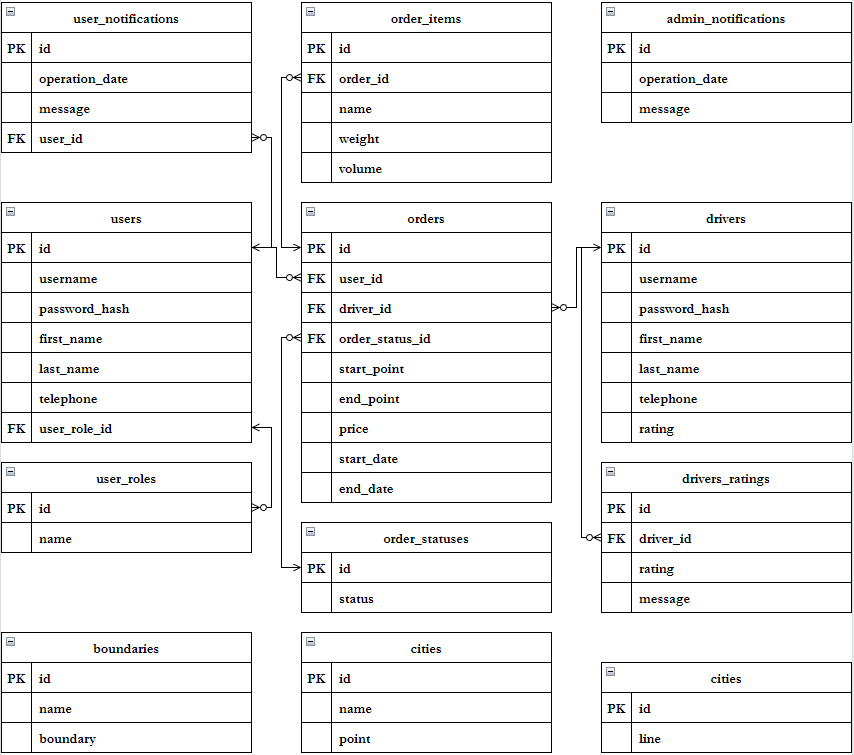 user_notifications
PK id
operation_date
message
FK user_id
order_items
PK id
FK order_id
name
weight
volume
admin_notifications
PK id
operation_date
message
users
PK id
username
password_hash
first_name
last_name
telephone
FK user_role_id
orders
PK id
FK user_id
FK driver_id
FK order_status_id
start_point
end_point
price
start_date
end_date
drivers
PK id
username
password_hash
first_name
last_name
telephone
rating
user_roles
PK id
name
order_statuses
PK id
status
drivers_ratings
PK id
FK driver_id
rating
message
boundaries
PK id
name
boundary
cities
PK id
name
point
cities
PK id
line